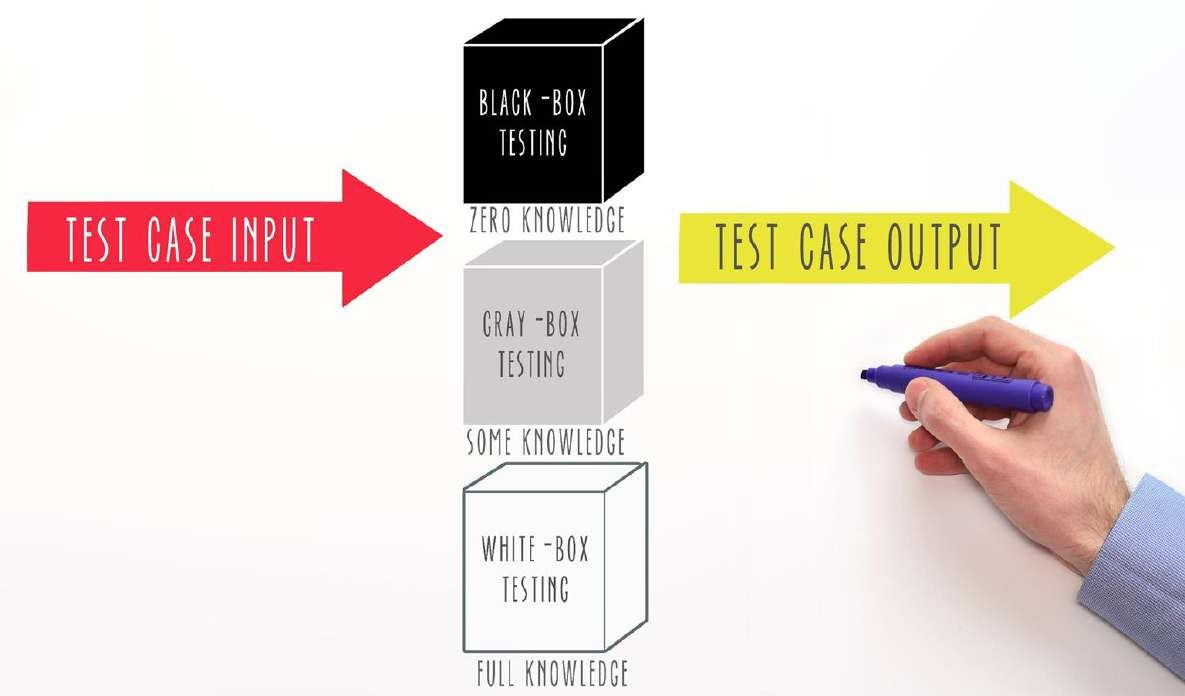 BLACK -BOX
TESTING
ZERO KNOWLEDGE
TEST CASE INPUT
TEST CASE OUTPUT
GRAY -BOX
TESTING
SOME KNOWLEDGE
WHITE -BOX
TESTING
FULL KNOWLEDGE